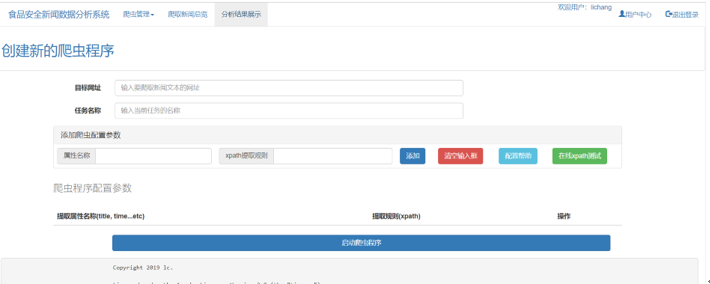 食品安全新闻数据分析系统 爬虫管理 爬取新闻总览 分析结果展示 欢迎用户：lichang 用户中心 退出登录
创建新的爬虫程序
目标网址 输入要爬取新闻文本的网址
任务名称 输入当前任务的名称
添加爬虫配置参数
属性名称 xpath提取规则 添加 清空输入框 配置帮助 在线xpath测试
爬虫程序配置参数
提取属性名称(title, time...etc) 提取规则(xpath) 操作
启动爬虫程序
Copyright 2019 lc.